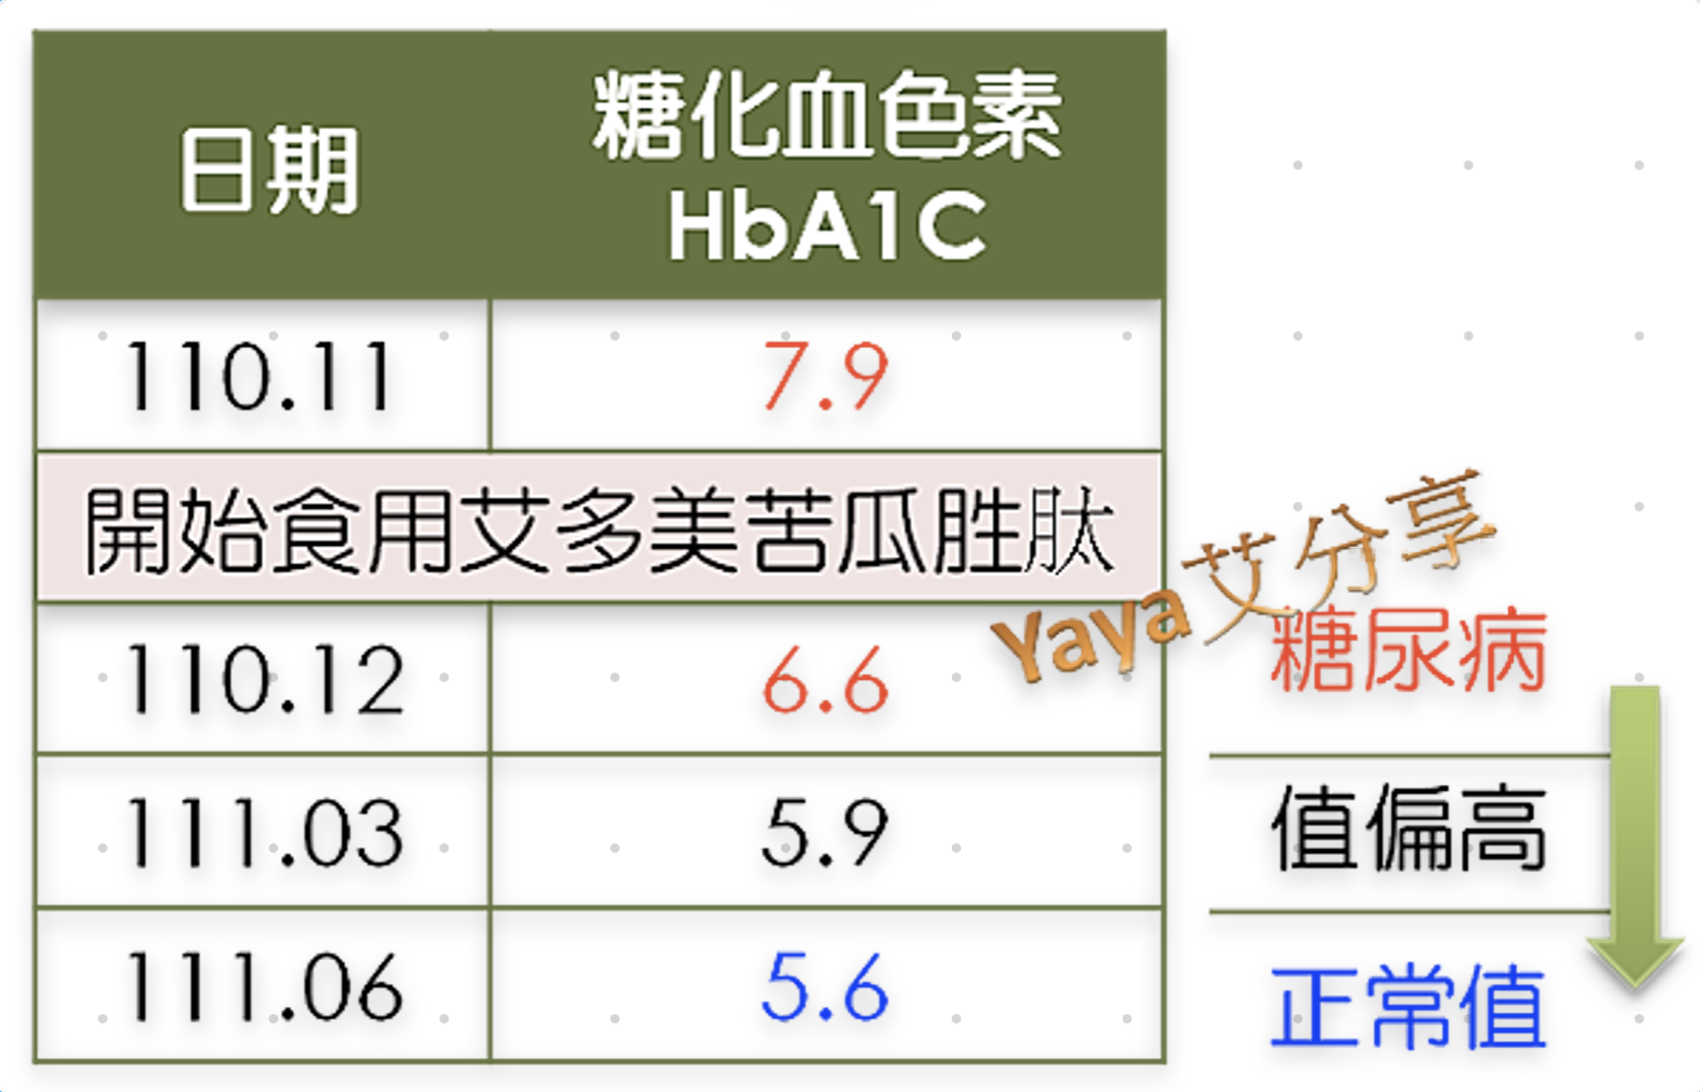 日期
糖化血色素
HbA1C
110.11
7.9
開始食用艾多美苦瓜胜肽
Yaya艾分享
110.12
6.6
糖尿病
111.03
5.9
值偏高
111.06
5.6
正常值